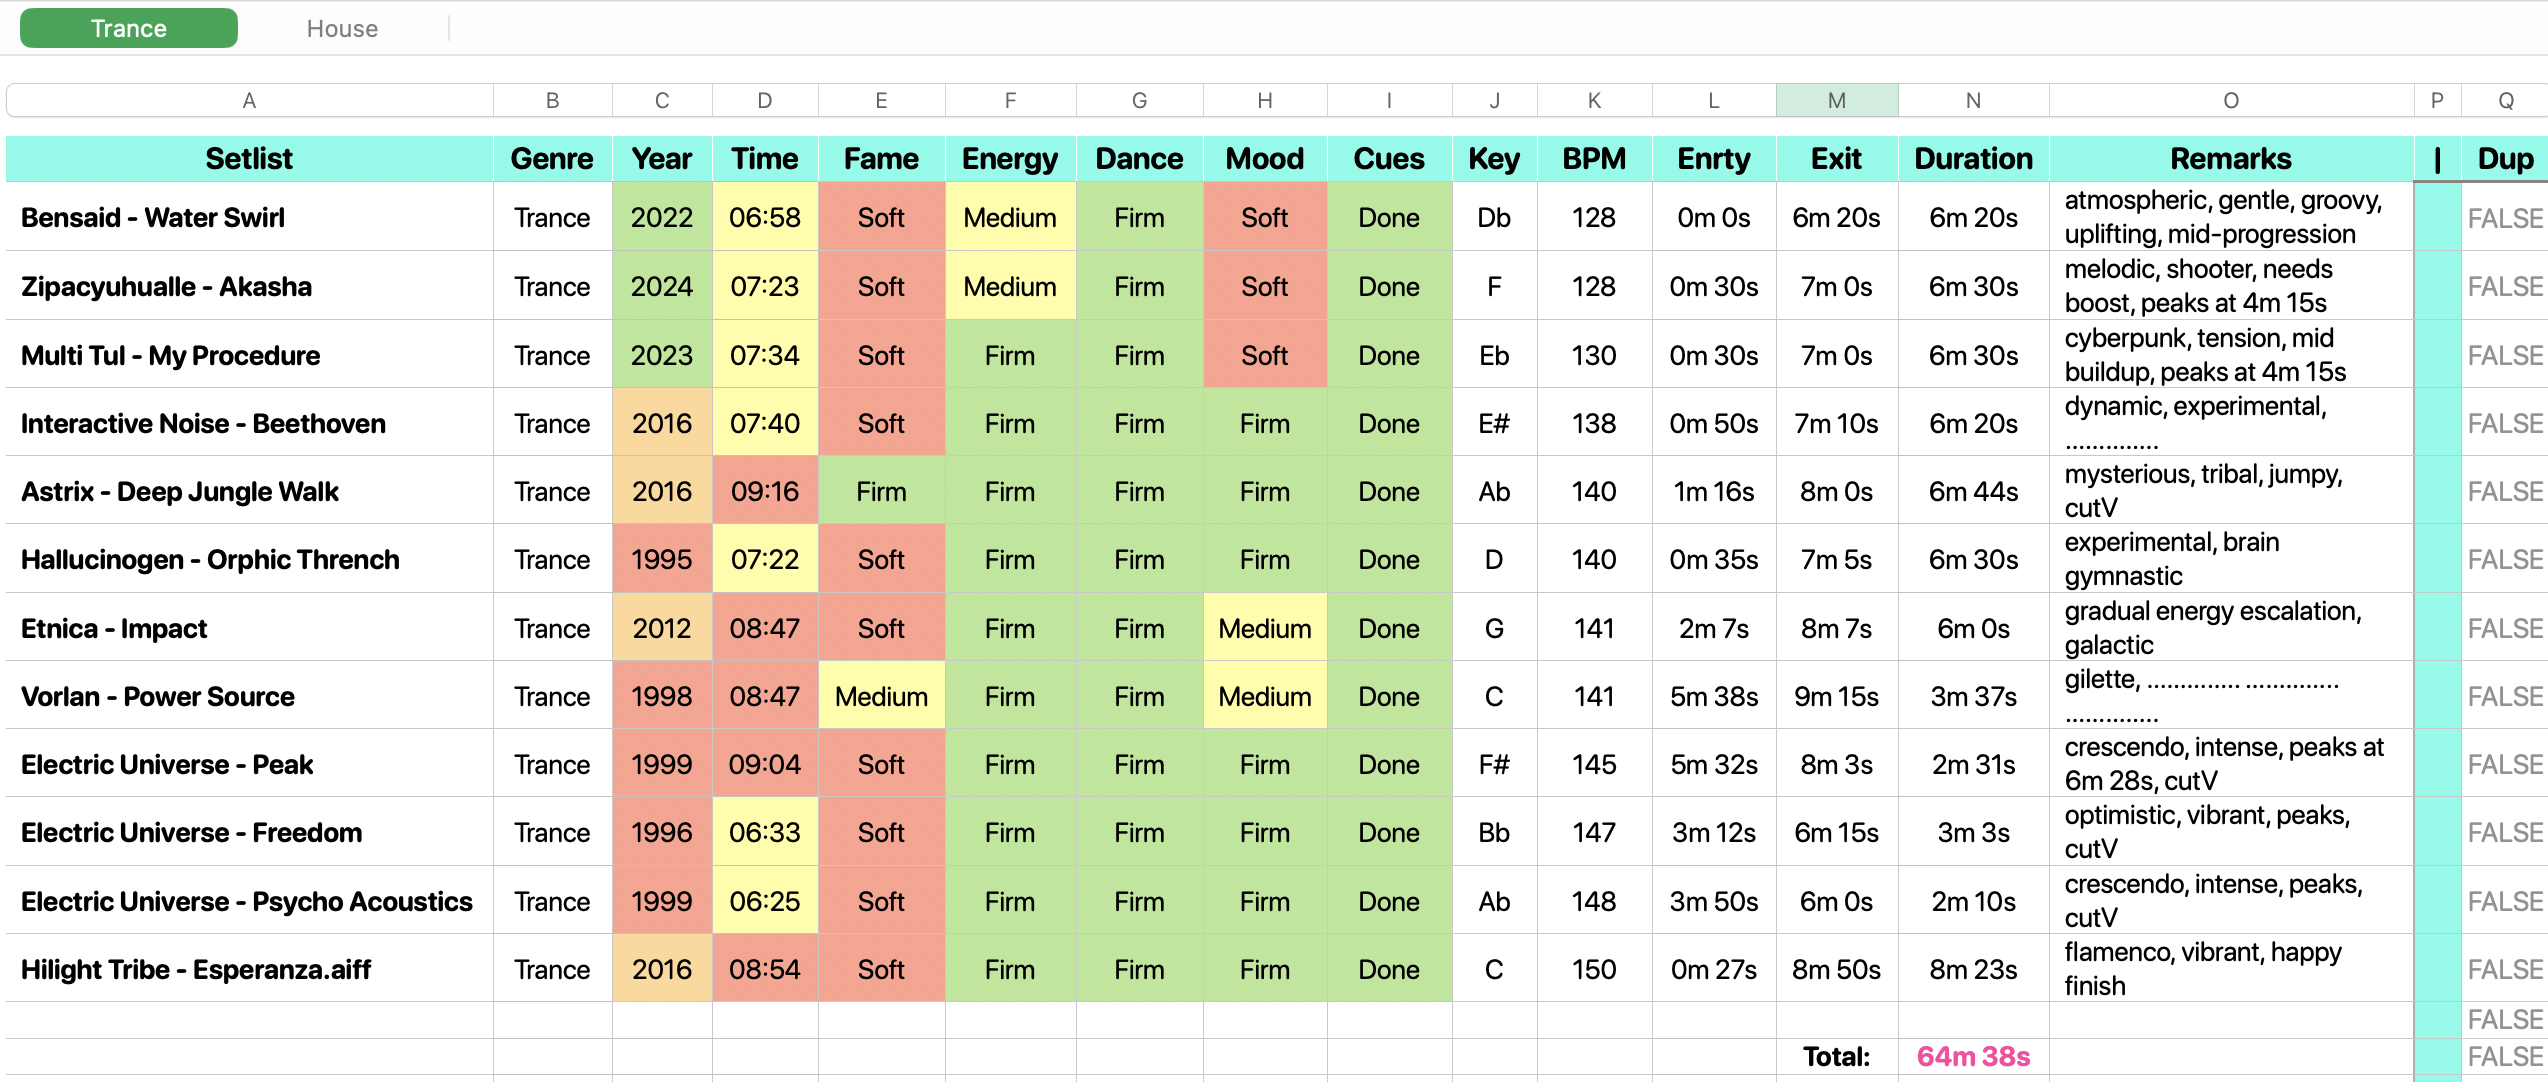 Trance House
A B C D E F G H I J K L M N O P Q
Setlist Genre Year Time Fame Energy Dance Mood Cues Key BPM Enrty Exit Duration Remarks | Dup
Bensaid - Water Swirl Trance 2022 06:58 Soft Medium Firm Soft Done Db 128 0m 0s 6m 20s 6m 20s atmospheric, gentle, groovy, FALSE
uplifting, mid-progression
Zipacyuhualle - Akasha Trance 2024 07:23 Soft Medium Firm Soft Done F 128 0m 30s 7m 0s 6m 30s melodic, shooter, needs FALSE
boost, peaks at 4m 15s
Multi Tul - My Procedure Trance 2023 07:34 Soft Firm Firm Soft Done Eb 130 0m 30s 7m 0s 6m 30s cyberpunk, tension, mid FALSE
buildup, peaks at 4m 15s
Interactive Noise - Beethoven Trance 2016 07:40 Soft Firm Firm Firm Done E# 138 0m 50s 7m 10s 6m 20s dynamic, experimental, FALSE
..............
Astrix - Deep Jungle Walk Trance 2016 09:16 Firm Firm Firm Firm Done Ab 140 1m 16s 8m 0s 6m 44s mysterious, tribal, jumpy, FALSE
cutV
Hallucinogen - Orphic Thrench Trance 1995 07:22 Soft Firm Firm Firm Done D 140 0m 35s 7m 5s 6m 30s experimental, brain FALSE
gymnastic
Etnica - Impact Trance 2012 08:47 Soft Firm Firm Medium Done G 141 2m 7s 8m 7s 6m 0s gradual energy escalation, FALSE
galactic
Vorlan - Power Source Trance 1998 08:47 Medium Firm Firm Medium Done C 141 5m 38s 9m 15s 3m 37s gilette, .............. .............. FALSE
..............
Electric Universe - Peak Trance 1999 09:04 Soft Firm Firm Firm Done F# 145 5m 32s 8m 3s 2m 31s crescendo, intense, peaks at FALSE
6m 28s, cutV
Electric Universe - Freedom Trance 1996 06:33 Soft Firm Firm Firm Done Bb 147 3m 12s 6m 15s 3m 3s optimistic, vibrant, peaks, FALSE
cutV
Electric Universe - Psycho Acoustics Trance 1999 06:25 Soft Firm Firm Firm Done Ab 148 3m 50s 6m 0s 2m 10s crescendo, intense, peaks, FALSE
cutV
Hilight Tribe - Esperanza.aiff Trance 2016 08:54 Soft Firm Firm Firm Done C 150 0m 27s 8m 50s 8m 23s flamenco, vibrant, happy FALSE
finish
FALSE
Total: 64m 38s FALSE